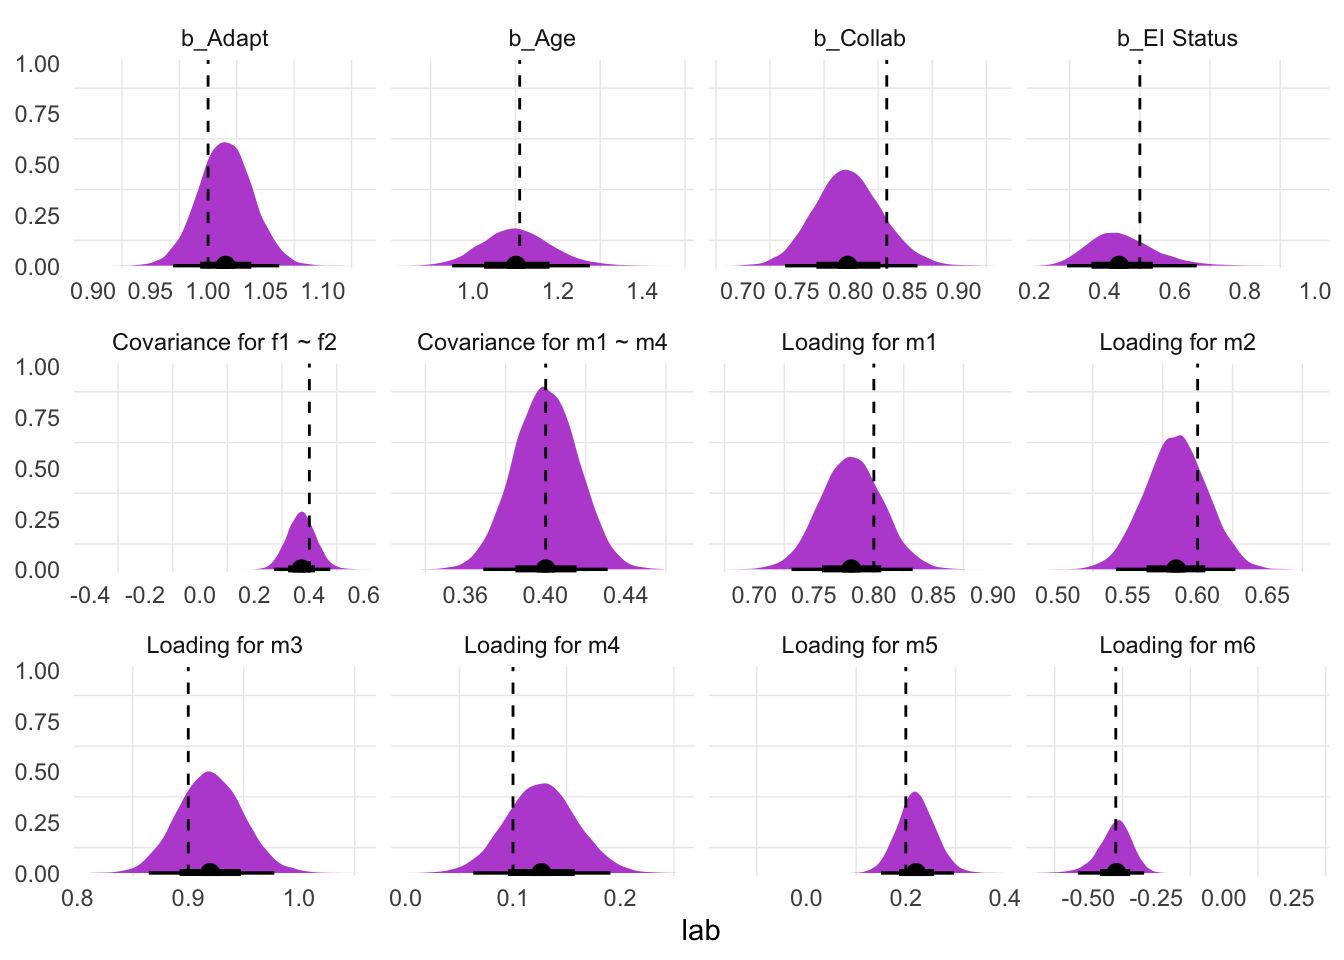 b_Adapt b_Age b_Collab b_EI Status
1.00
0.75
0.50
0.25
0.00
0.90 0.95 1.00 1.05 1.10 1.0 1.2 1.4 0.70 0.75 0.80 0.85 0.90 0.2 0.4 0.6 0.8 1.0
Covariance for f1 ~ f2 Covariance for m1 ~ m4 Loading for m1 Loading for m2
1.00
0.75
0.50
0.25
0.00
-0.4 -0.2 0.0 0.2 0.4 0.6 0.36 0.40 0.44 0.70 0.75 0.80 0.85 0.90 0.50 0.55 0.60 0.65
Loading for m3 Loading for m4 Loading for m5 Loading for m6
1.00
0.75
0.50
0.25
0.00
0.8 0.9 1.0 0.0 0.1 0.2 0.0 0.2 0.4 -0.50 -0.25 0.00 0.25
lab